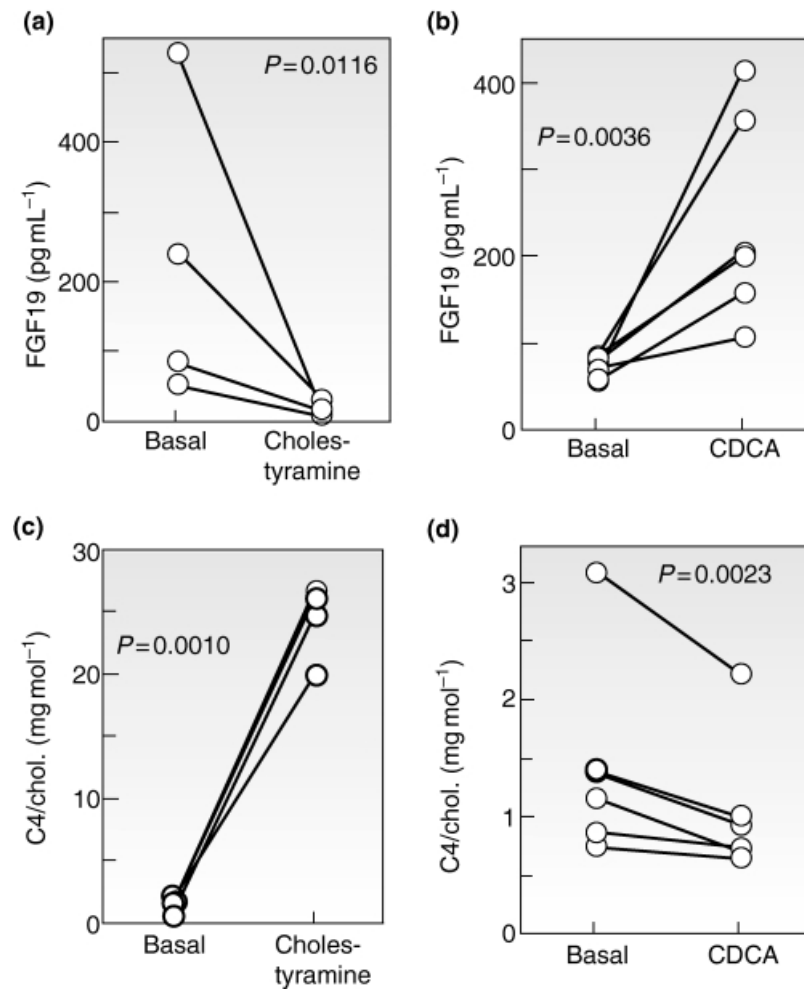 (a)
P=0.0116
400
200
0
FGF19 (pg mL⁻¹)
Basal
Choles-
tyramine
(b)
P=0.0036
400
200
0
FGF19 (pg mL⁻¹)
Basal
CDCA
(c)
30
P=0.0010
20
10
0
C4/chol. (mg mol⁻¹)
Basal
Choles-
tyramine
(d)
P=0.0023
3
2
1
0
C4/chol. (mg mol⁻¹)
Basal
CDCA